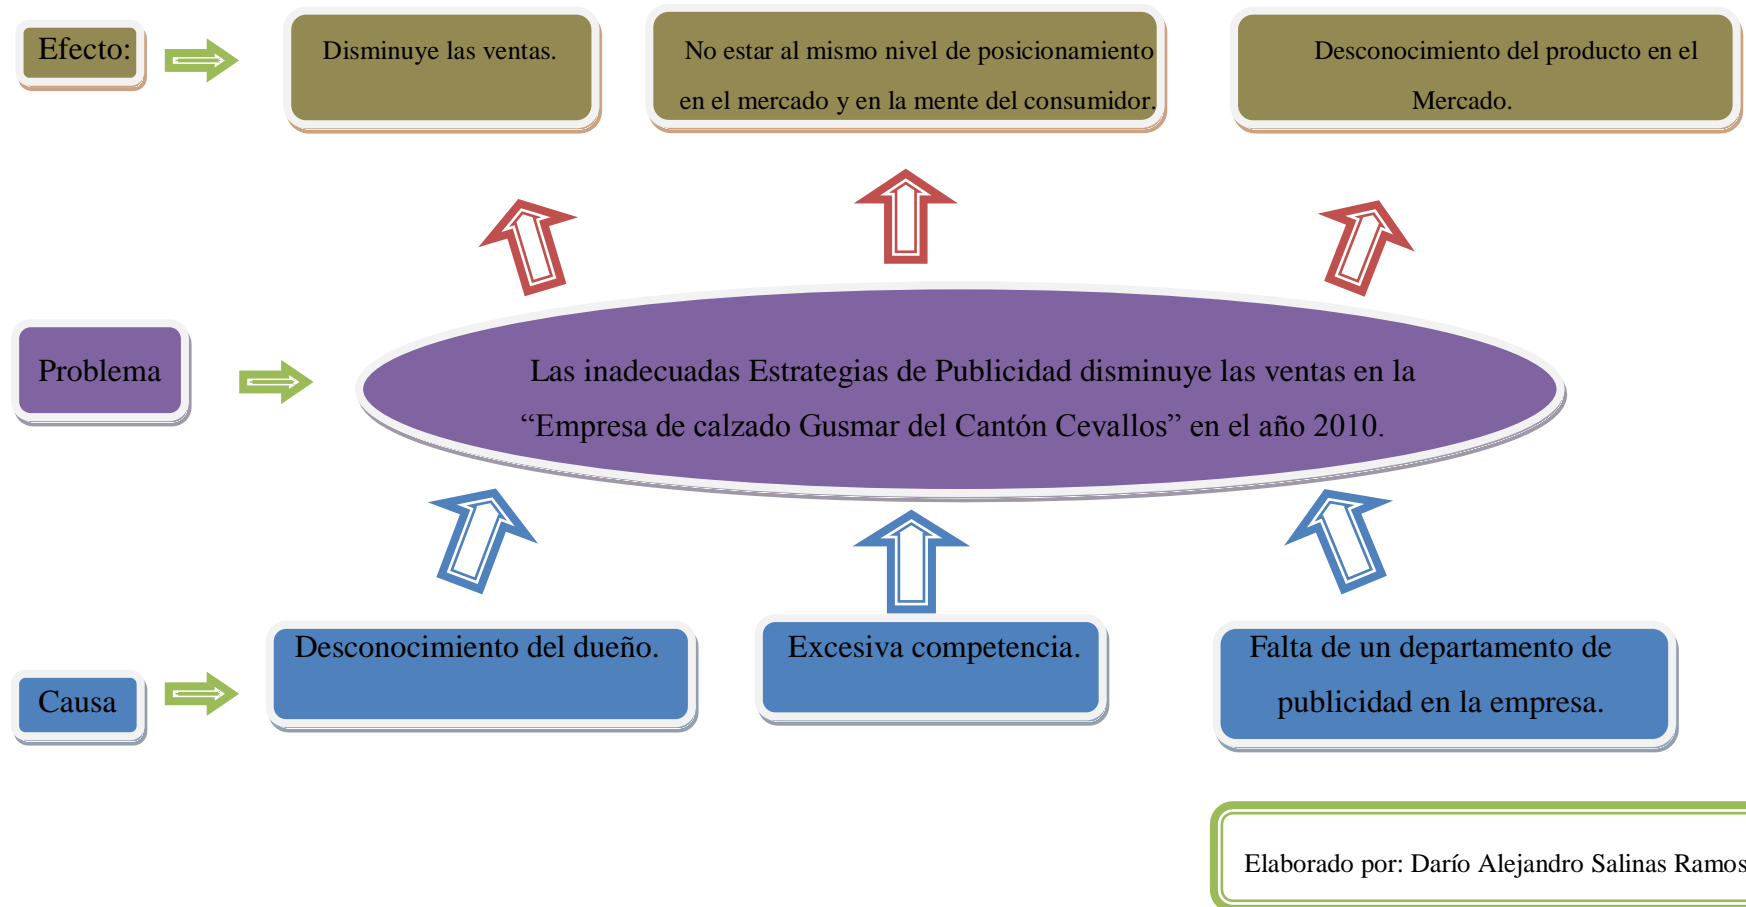 Efecto:
Disminuye las ventas.
No estar al mismo nivel de posicionamiento
en el mercado y en la mente del consumidor.
Desconocimiento del producto en el
Mercado.
Problema
Las inadecuadas Estrategias de Publicidad disminuye las ventas en la
“Empresa de calzado Gusmar del Cantón Cevallos” en el año 2010.
Causa
Desconocimiento del dueño.
Excesiva competencia.
Falta de un departamento de
publicidad en la empresa.
Elaborado por: Darío Alejandro Salinas Ramos